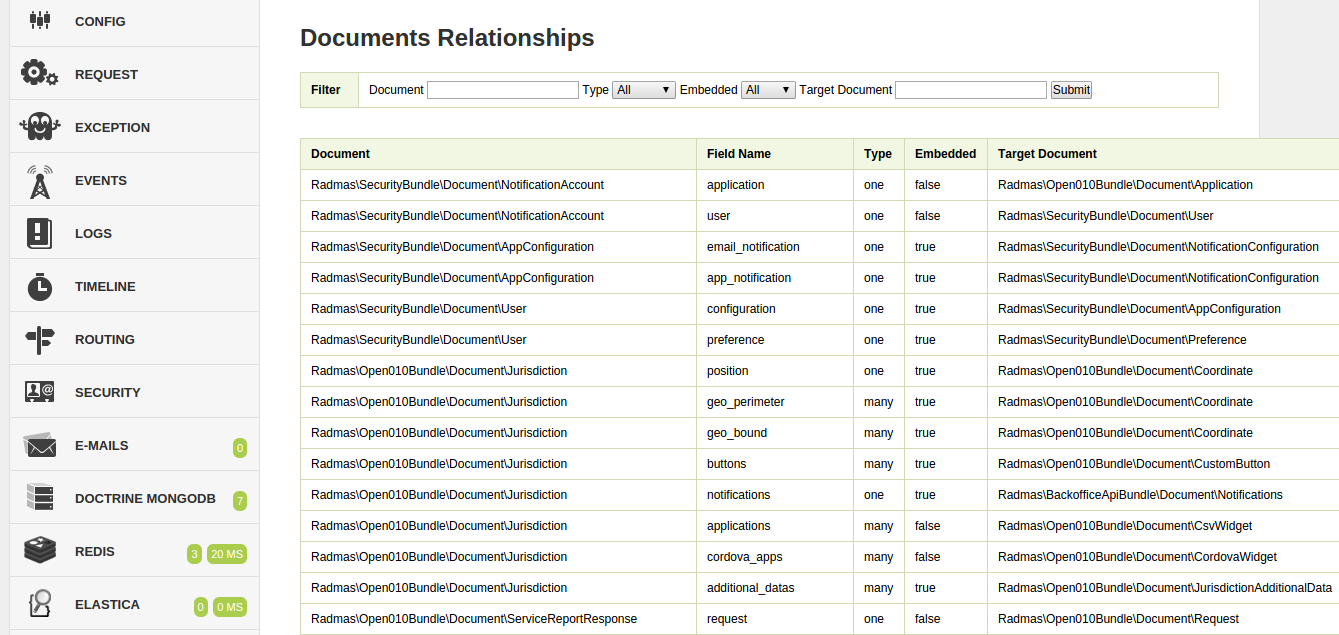 CONFIG
REQUEST
EXCEPTION
EVENTS
LOGS
TIMELINE
ROUTING
SECURITY
E-MAILS 0
DOCTRINE MONGODB 7
REDIS 3 20 MS
ELASTICA 0 0 MS
Documents Relationships
Filter Document Type All Embedded All Target Document Submit
Document Field Name Type Embedded Target Document
Radmas\SecurityBundle\Document\NotificationAccount application one false Radmas\Open010Bundle\Document\Application
Radmas\SecurityBundle\Document\NotificationAccount user one false Radmas\SecurityBundle\Document\User
Radmas\SecurityBundle\Document\AppConfiguration email_notification one true Radmas\SecurityBundle\Document\NotificationConfiguration
Radmas\SecurityBundle\Document\AppConfiguration app_notification one true Radmas\SecurityBundle\Document\NotificationConfiguration
Radmas\SecurityBundle\Document\User configuration one true Radmas\SecurityBundle\Document\AppConfiguration
Radmas\SecurityBundle\Document\User preference one true Radmas\SecurityBundle\Document\Preference
Radmas\Open010Bundle\Document\Jurisdiction position one true Radmas\Open010Bundle\Document\Coordinate
Radmas\Open010Bundle\Document\Jurisdiction geo_perimeter many true Radmas\Open010Bundle\Document\Coordinate
Radmas\Open010Bundle\Document\Jurisdiction geo_bound many true Radmas\Open010Bundle\Document\Coordinate
Radmas\Open010Bundle\Document\Jurisdiction buttons many true Radmas\Open010Bundle\Document\CustomButton
Radmas\Open010Bundle\Document\Jurisdiction notifications one true Radmas\BackofficeApiBundle\Document\Notifications
Radmas\Open010Bundle\Document\Jurisdiction applications many false Radmas\Open010Bundle\Document\CsvWidget
Radmas\Open010Bundle\Document\Jurisdiction cordova_apps many false Radmas\Open010Bundle\Document\CordovaWidget
Radmas\Open010Bundle\Document\Jurisdiction additional_datas many true Radmas\Open010Bundle\Document\JurisdictionAdditionalData
Radmas\Open010Bundle\Document\ServiceReportResponse request one false Radmas\Open010Bundle\Document\Request